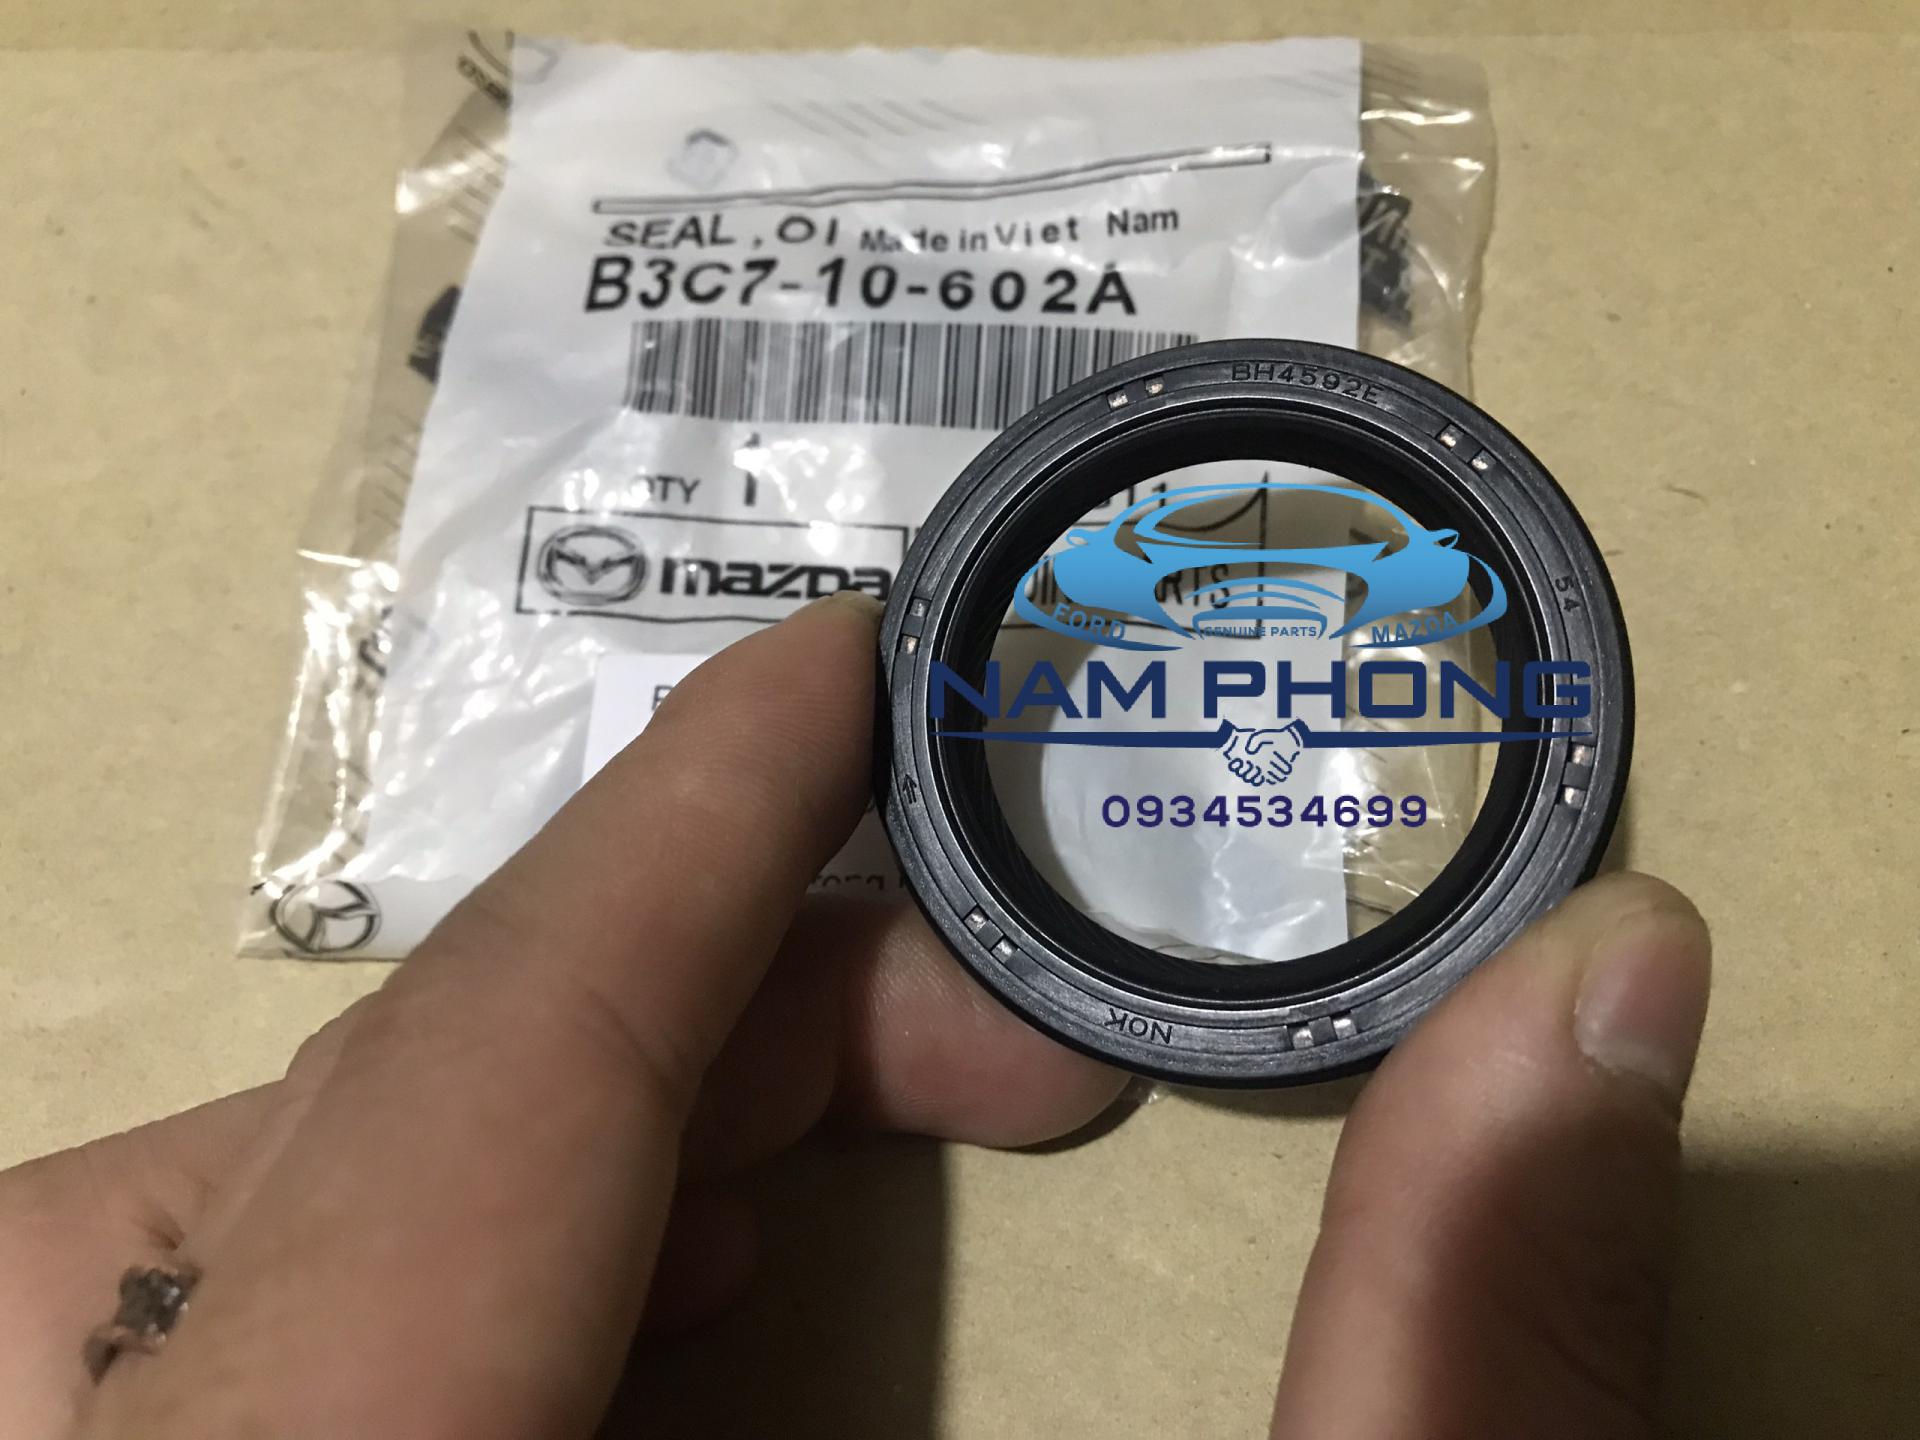 SEAL, OI Made in Viet Nam
B3C7-10-602A
QTY 1
mazda
RTS
BH4592E
54
NOK
FORD GENUINE PARTS MAZDA
NAM PHONG
0934534699